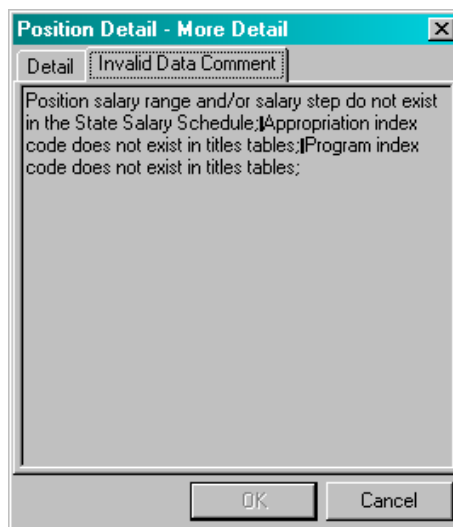 Position Detail - More Detail
Detail
Invalid Data Comment
Position salary range and/or salary step do not exist
in the State Salary Schedule;|Appropriation index
code does not exist in titles tables;|Program index
code does not exist in titles tables;
OK
Cancel